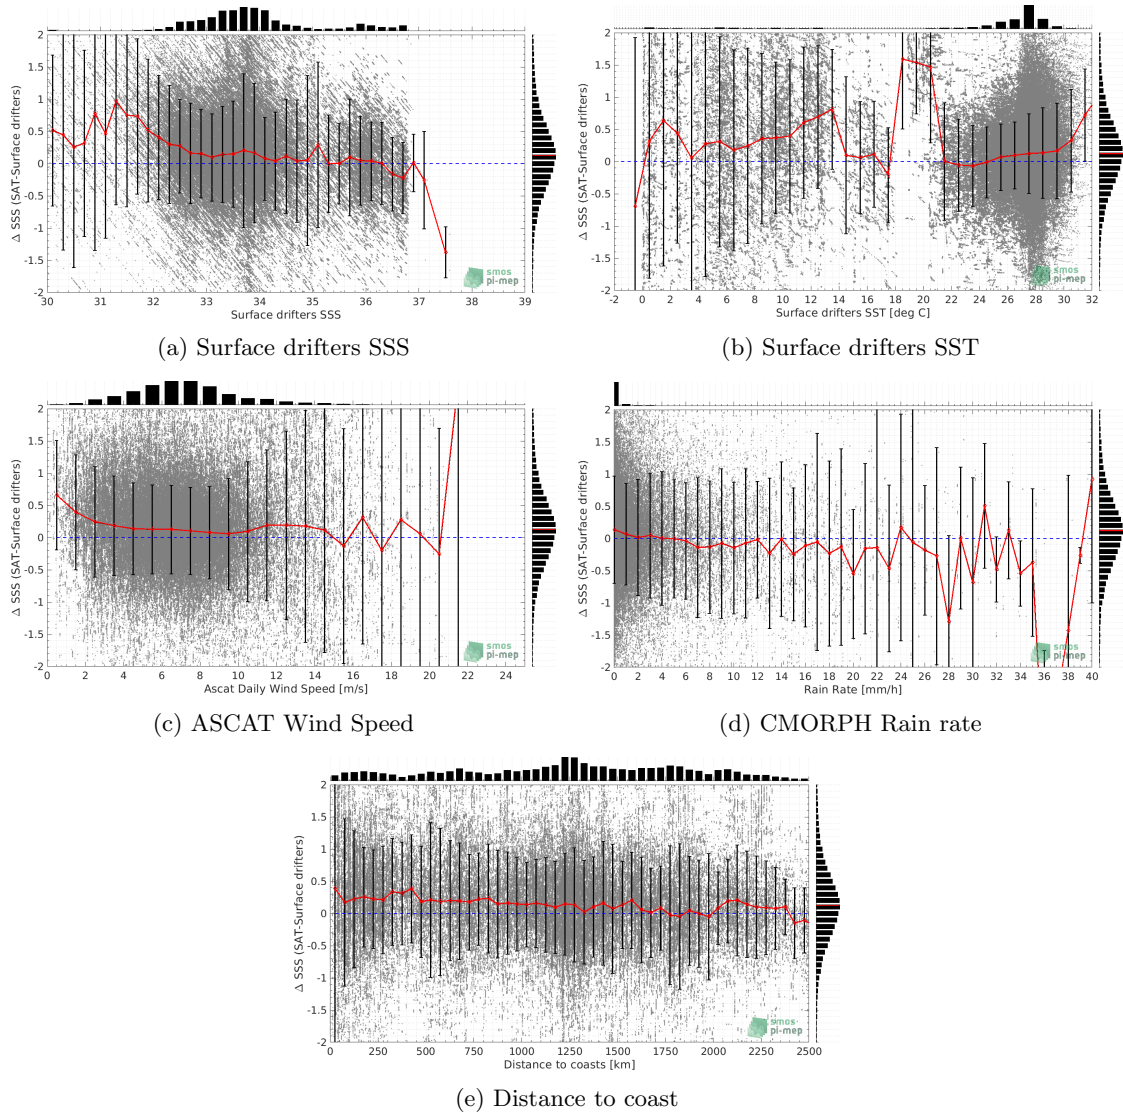 2
1.5
1
0.5
0
-0.5
-1
-1.5
-2
Δ SSS (SAT-Surface drifters)
30 31 32 33 34 35 36 37 38 39
Surface drifters SSS
smos
pi-mep
(a) Surface drifters SSS
2
1.5
1
0.5
0
-0.5
-1
-1.5
-2
Δ SSS (SAT-Surface drifters)
-2 0 2 4 6 8 10 12 14 16 18 20 22 24 26 28 30 32
Surface drifters SST [deg C]
smos
pi-mep
(b) Surface drifters SST
2
1.5
1
0.5
0
-0.5
-1
-1.5
-2
Δ SSS (SAT-Surface drifters)
0 2 4 6 8 10 12 14 16 18 20 22 24
Ascat Daily Wind Speed [m/s]
smos
pi-mep
(c) ASCAT Wind Speed
2
1.5
1
0.5
0
-0.5
-1
-1.5
-2
Δ SSS (SAT-Surface drifters)
0 2 4 6 8 10 12 14 16 18 20 22 24 26 28 30 32 34 36 38 40
Rain Rate [mm/h]
smos
pi-mep
(d) CMORPH Rain rate
2
1.5
1
0.5
0
-0.5
-1
-1.5
-2
Δ SSS (SAT-Surface drifters)
0 250 500 750 1000 1250 1500 1750 2000 2250 2500
Distance to coasts [km]
smos
pi-mep
(e) Distance to coast